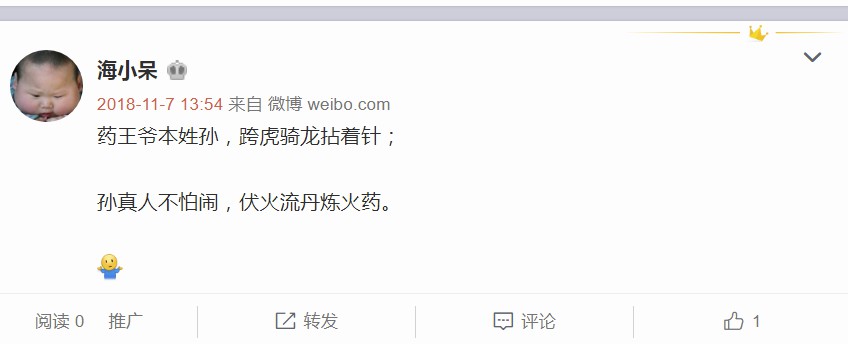 海小呆
2018-11-7 13:54 来自 微博 weibo.com
药王爷本姓孙，跨虎骑龙拈着针；
孙真人不怕闹，伏火流丹炼火药。
阅读 0 推广 转发 评论 1